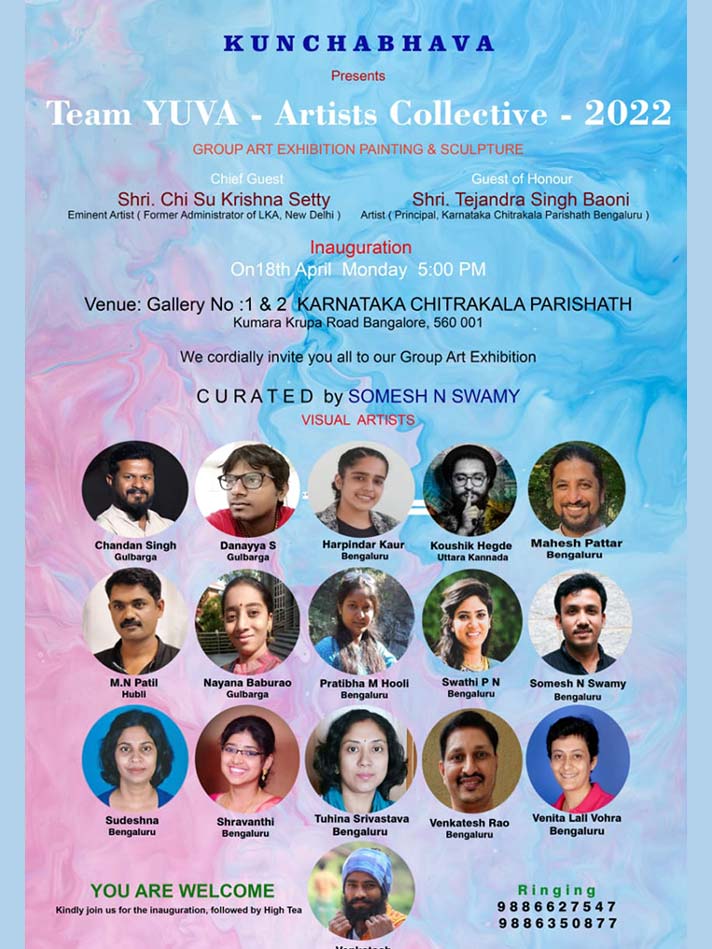 KUNCHABHAVA
Presents
Team YUVA - Artists Collective - 2022
GROUP ART EXHIBITION PAINTING & SCULPTURE
Chief Guest
Guest of Honour
Shri. Chi Su Krishna Setty
Shri. Tejandra Singh Baoni
Eminent Artist ( Former Administrator of LKA, New Delhi )
Artist ( Principal, Karnataka Chitrakala Parishath Bengaluru )
Inauguration
On18th April Monday 5:00 PM
Venue: Gallery No :1 & 2 KARNATAKA CHITRAKALA PARISHATH
Kumara Krupa Road Bangalore, 560 001
We cordially invite you all to our Group Art Exhibition
CURATED by SOMESH N SWAMY
VISUAL ARTISTS
Chandan Singh
Gulbarga
Danayya S
Gulbarga
Harpindar Kaur
Bengaluru
Koushik Hegde
Uttara Kannada
Mahesh Pattar
Bengaluru
M.N Patil
Hubli
Nayana Baburao
Gulbarga
Pratibha M Hooli
Bengaluru
Swathi P N
Bengaluru
Somesh N Swamy
Bengaluru
Sudeshna
Bengaluru
Shravanthi
Bengaluru
Tuhina Srivastava
Bengaluru
Venkatesh Rao
Bengaluru
Venita Lall Vohra
Bengaluru
YOU ARE WELCOME
Kindly join us for the inauguration, followed by High Tea
Ringing
9886627547
9886350877